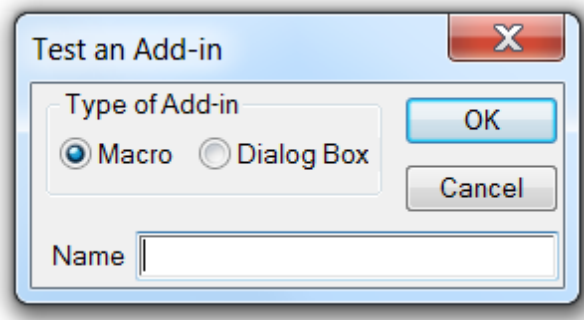 Test an Add-in
Type of Add-in
Macro Dialog Box
OK
Cancel
Name